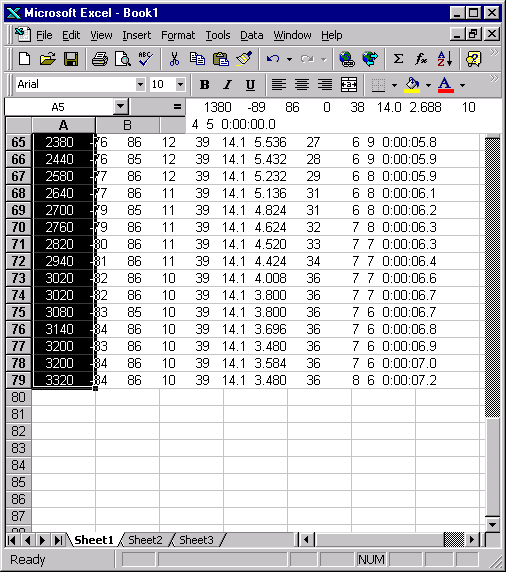 Microsoft Excel - Book1
File Edit View Insert Format Tools Data Window Help
Arial 10 B I U
A5 = 1380 -89 86 0 38 14.0 2.688 10
4 5 0:00:00.0
A B
65 2380 -76 86 12 39 14.1 5.536 27 6 9 0:00:05.8
66 2440 -76 85 12 39 14.1 5.432 28 6 9 0:00:05.9
67 2580 -77 86 12 39 14.1 5.232 29 6 8 0:00:05.9
68 2640 -77 86 11 39 14.1 5.136 31 6 8 0:00:06.1
69 2700 -79 85 11 39 14.1 4.824 31 6 8 0:00:06.2
70 2760 -79 86 11 39 14.1 4.624 32 7 8 0:00:06.3
71 2820 -80 86 11 39 14.1 4.520 33 7 7 0:00:06.3
72 2940 -81 86 11 39 14.1 4.424 34 7 7 0:00:06.4
73 3020 -82 86 10 39 14.1 4.008 36 7 7 0:00:06.6
74 3020 -82 86 10 39 14.1 3.800 36 7 7 0:00:06.7
75 3080 -83 85 10 39 14.1 3.800 36 7 6 0:00:06.7
76 3140 -84 86 10 39 14.1 3.696 36 7 6 0:00:06.8
77 3200 -83 86 10 39 14.1 3.480 36 7 6 0:00:06.9
78 3200 -84 86 10 39 14.1 3.584 36 7 6 0:00:07.0
79 3320 -84 86 10 39 14.1 3.480 36 8 6 0:00:07.2
80
81
82
83
84
85
86
87
Sheet1 Sheet2 Sheet3
Ready NUM